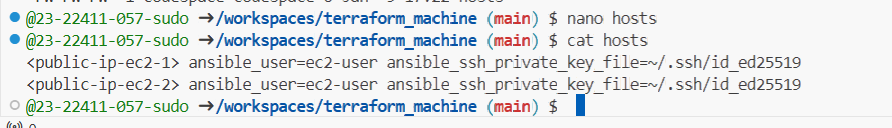 @23-22411-057-sudo ➜/workspaces/terraform_machine (main) $ nano hosts
@23-22411-057-sudo ➜/workspaces/terraform_machine (main) $ cat hosts
<public-ip-ec2-1> ansible_user=ec2-user ansible_ssh_private_key_file=~/.ssh/id_ed25519
<public-ip-ec2-2> ansible_user=ec2-user ansible_ssh_private_key_file=~/.ssh/id_ed25519
@23-22411-057-sudo ➜/workspaces/terraform_machine (main) $